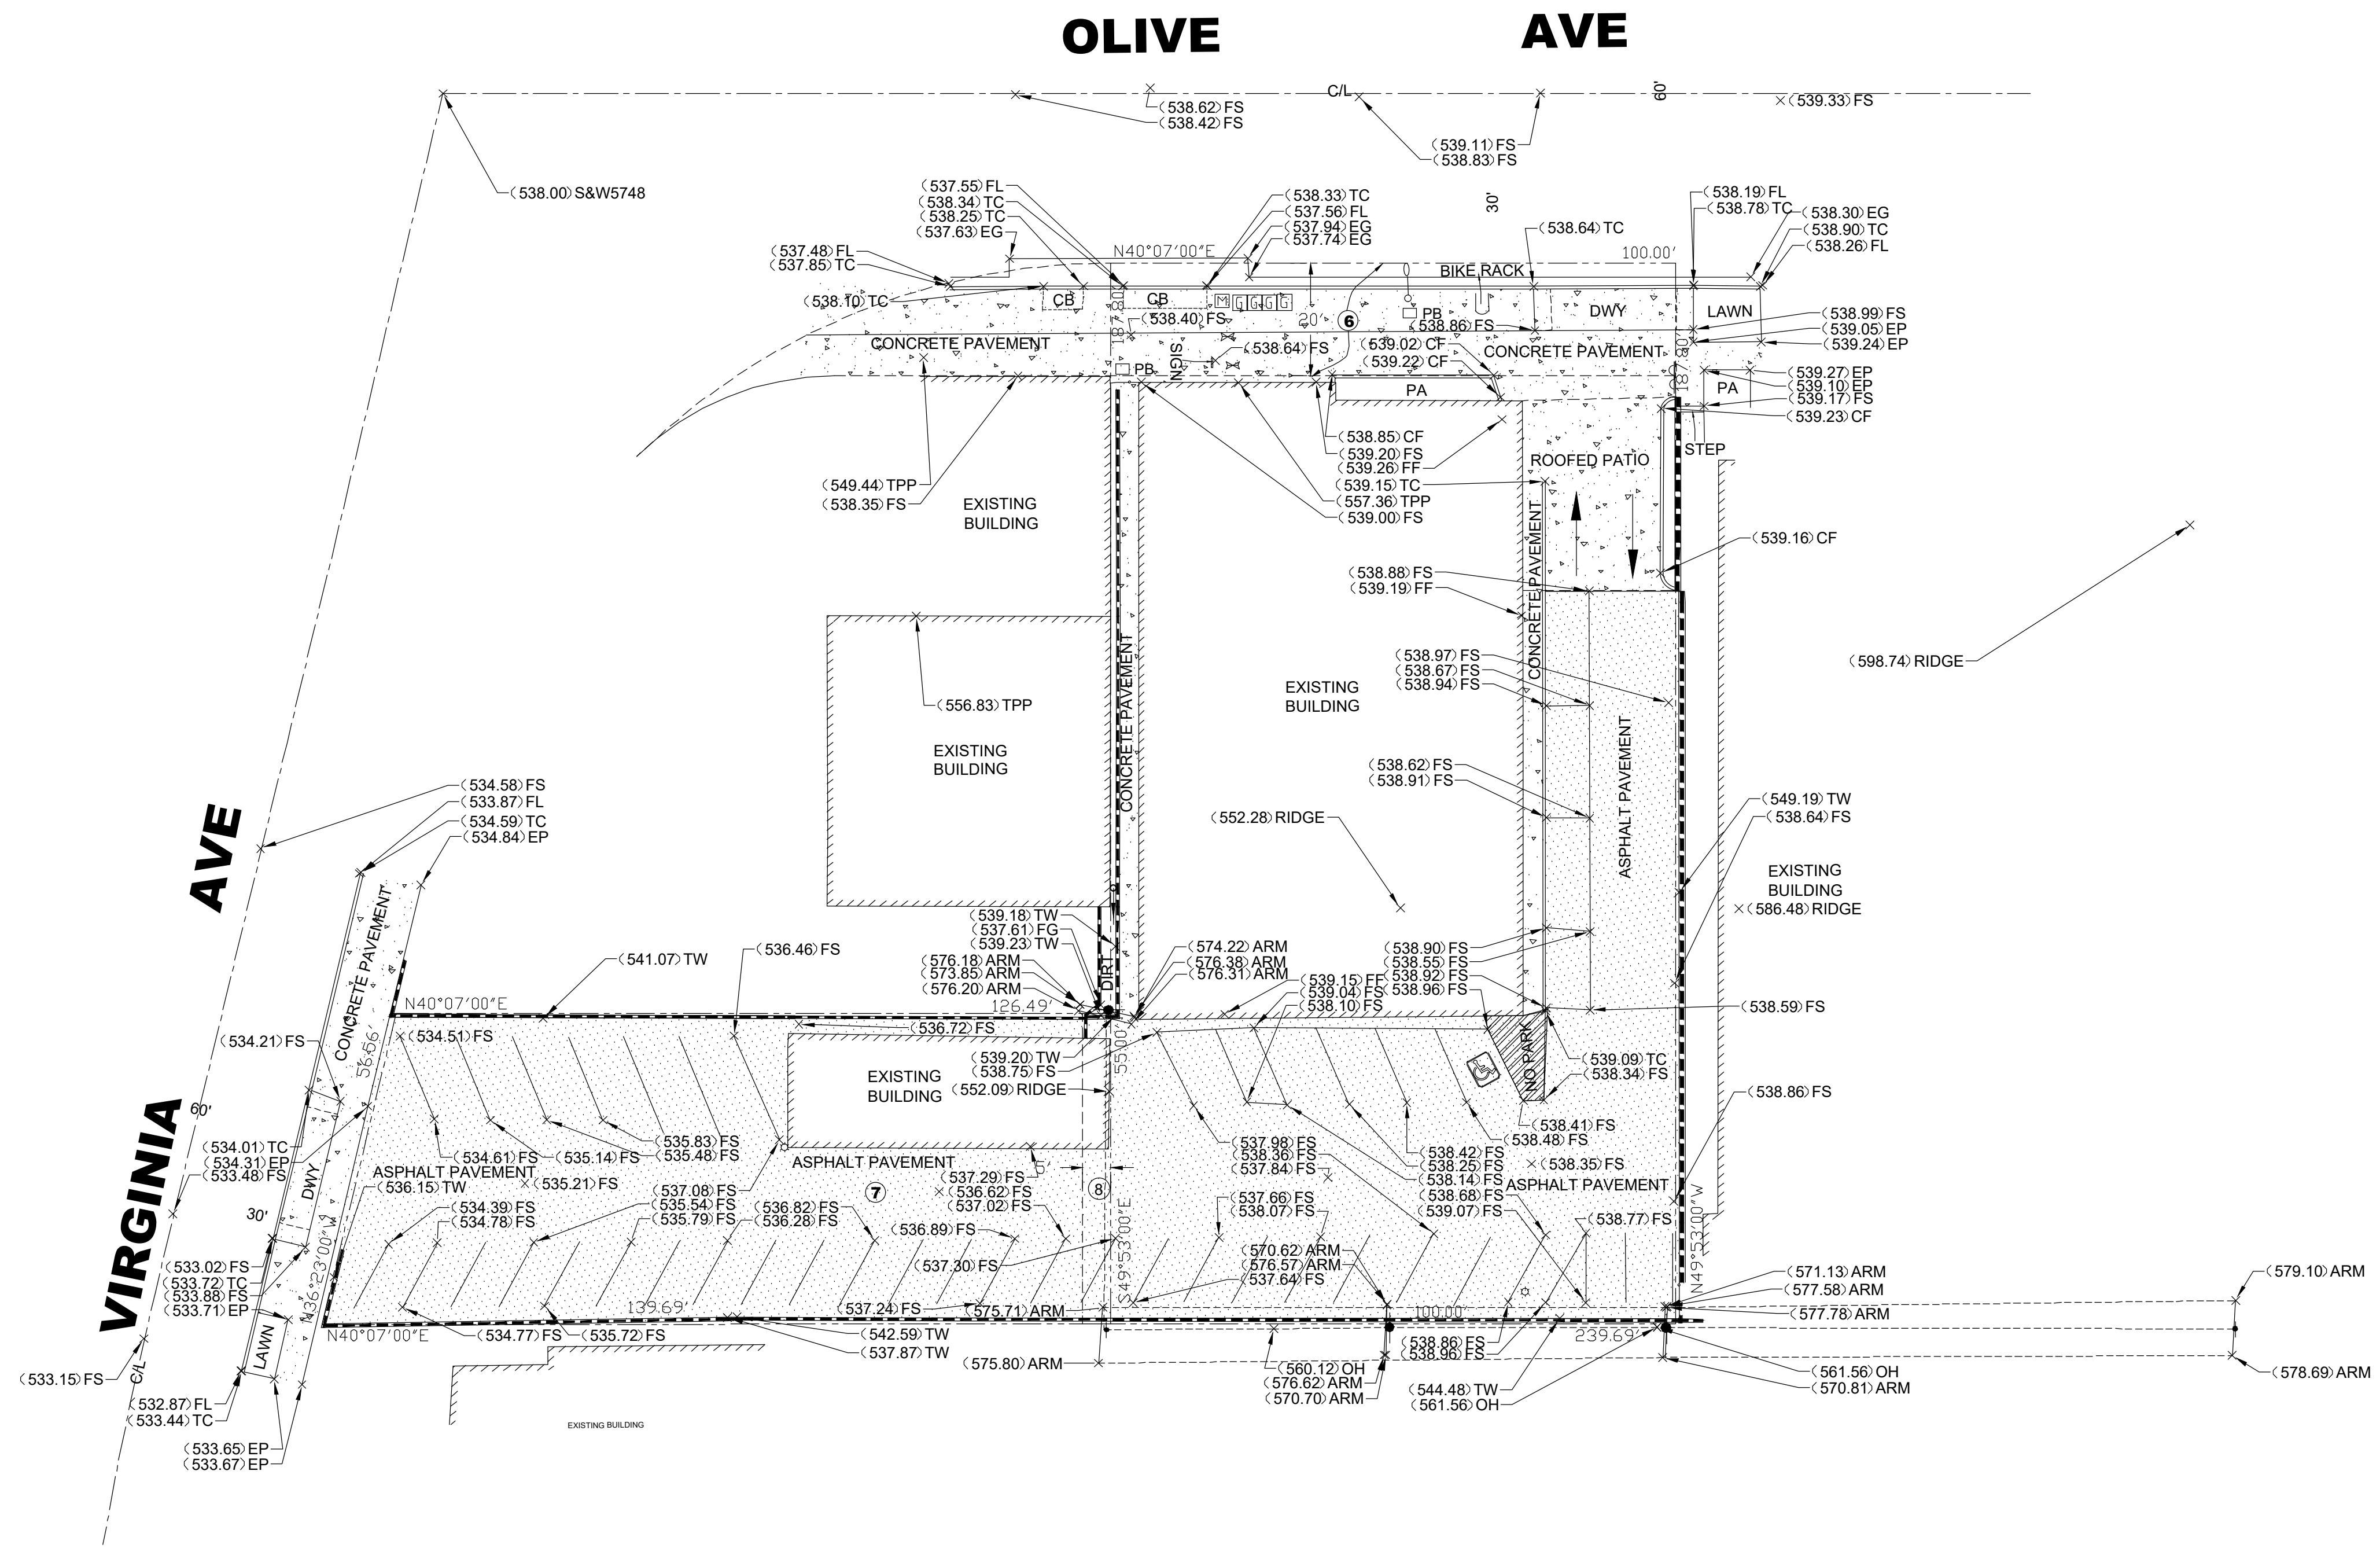 OLIVE AVE
C/L
60'
(539.33) FS
(538.62) FS
(538.42) FS
(539.11) FS
(538.83) FS
(538.00) S&W5748
30'
(537.55) FL
(538.34) TC
(538.25) TC
(537.63) EG
(538.33) TC
(537.56) FL
(537.94) EG
(537.74) EG
(538.64) TC
(538.19) FL
(538.78) TC
(538.30) EG
(538.90) TC
(538.26) FL
(537.48) FL
(537.85) TC
N40°07'00"E
100.00'
BIKE RACK
(538.10) TC
CB
CB
M
G
G
G
G
187.80'
(538.40) FS
20'
6
PB
(538.86) FS
DWY
LAWN
(538.99) FS
(539.05) EP
(539.24) EP
CONCRETE PAVEMENT
SIGN
(538.64) FS
(539.02) CF
(539.22) CF
CONCRETE PAVEMENT
187.80'
PB
PA
PA
(539.27) EP
(539.10) EP
(539.17) FS
(539.23) CF
STEP
(538.85) CF
(539.20) FS
(539.26) FF
(539.15) TC
(557.36) TPP
(539.00) FS
ROOFED PATIO
(549.44) TPP
(538.35) FS
EXISTING
BUILDING
CONCRETE PAVEMENT
(539.16) CF
(538.88) FS
(539.19) FF
(538.97) FS
(538.67) FS
(538.94) FS
(598.74) RIDGE
CONCRETE PAVEMENT
EXISTING
BUILDING
(556.83) TPP
EXISTING
BUILDING
(538.62) FS
(538.91) FS
(552.28) RIDGE
ASPHALT PAVEMENT
(549.19) TW
(538.64) FS
EXISTING
BUILDING
(586.48) RIDGE
AVE
(534.58) FS
(533.87) FL
(534.59) TC
(534.84) EP
CONCRETE PAVEMENT
(541.07) TW
(536.46) FS
(539.18) TW
(537.61) FG
(539.23) TW
(576.18) ARM
(573.85) ARM
(576.20) ARM
DIRT
(574.22) ARM
(576.38) ARM
(576.31) ARM
(539.15) FF
(539.04) FS
(538.10) FS
(538.90) FS
(538.55) FS
(538.92) FS
(538.96) FS
(538.59) FS
N40°07'00"E
126.49'
(534.21) FS
56.56'
(534.51) FS
(536.72) FS
(539.20) TW
(538.75) FS
55.00'
EXISTING
BUILDING
(552.09) RIDGE
NO PARK
(539.09) TC
(538.34) FS
(538.86) FS
60'
VIRGINIA
(534.01) TC
(534.31) EP
(533.48) FS
DWY
(534.61) FS
(535.14) FS
(535.83) FS
(535.48) FS
ASPHALT PAVEMENT
(536.15) TW
(535.21) FS
ASPHALT PAVEMENT
(537.08) FS
(535.54) FS
(535.79) FS
(536.82) FS
(536.28) FS
7
(537.29) FS
(536.62) FS
(537.02) FS
5'
8
(537.98) FS
(538.36) FS
(537.84) FS
(538.42) FS
(538.25) FS
(538.14) FS
(538.41) FS
(538.48) FS
(538.35) FS
ASPHALT PAVEMENT
(538.68) FS
(539.07) FS
(538.77) FS
(537.66) FS
(538.07) FS
30'
(534.39) FS
(534.78) FS
(536.89) FS
(537.30) FS
S49°53'00"E
(570.62) ARM
(576.57) ARM
(537.64) FS
N49°53'00"W
(533.02) FS
(533.72) TC
(533.88) FS
(533.71) EP
(571.13) ARM
(577.58) ARM
(577.78) ARM
(579.10) ARM
LAWN
139.69'
N40°07'00"E
(534.77) FS
(535.72) FS
(537.24) FS
(575.71) ARM
(542.59) TW
(537.87) TW
(575.80) ARM
100.00'
239.69'
(538.86) FS
(538.96) FS
(560.12) OH
(576.62) ARM
(570.70) ARM
(544.48) TW
(561.56) OH
(561.56) OH
(570.81) ARM
(578.69) ARM
(533.15) FS
C/L
(532.87) FL
(533.44) TC
(533.65) EP
(533.67) EP
EXISTING BUILDING